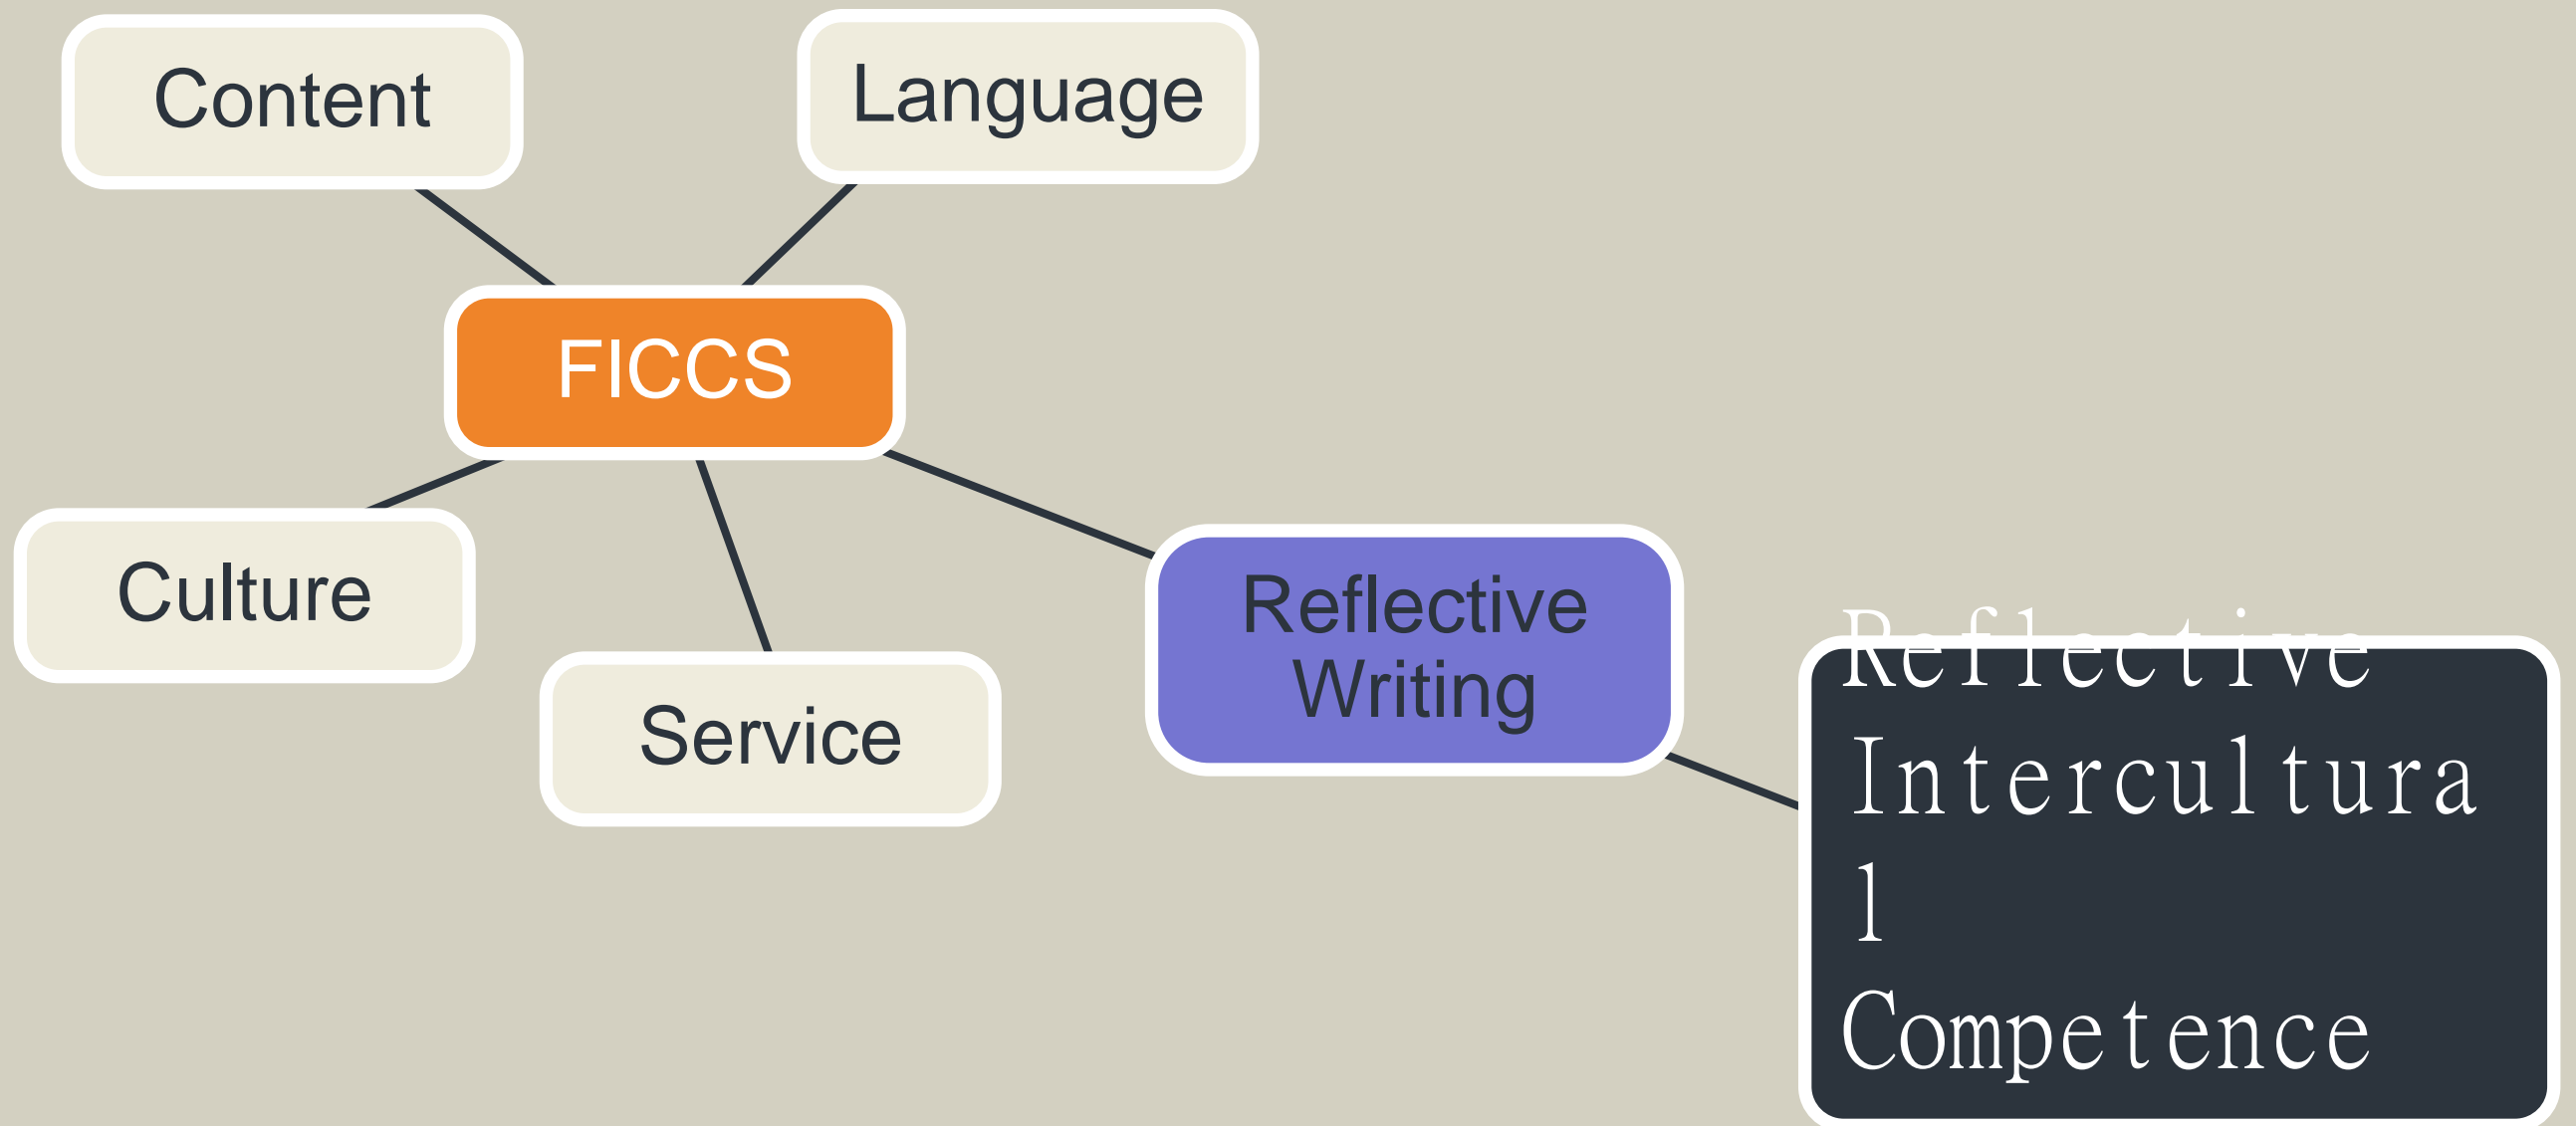 Content
Language
FICCS
Culture
Service
Reflective
Writing
Reflective
Intercultura
l
Competence